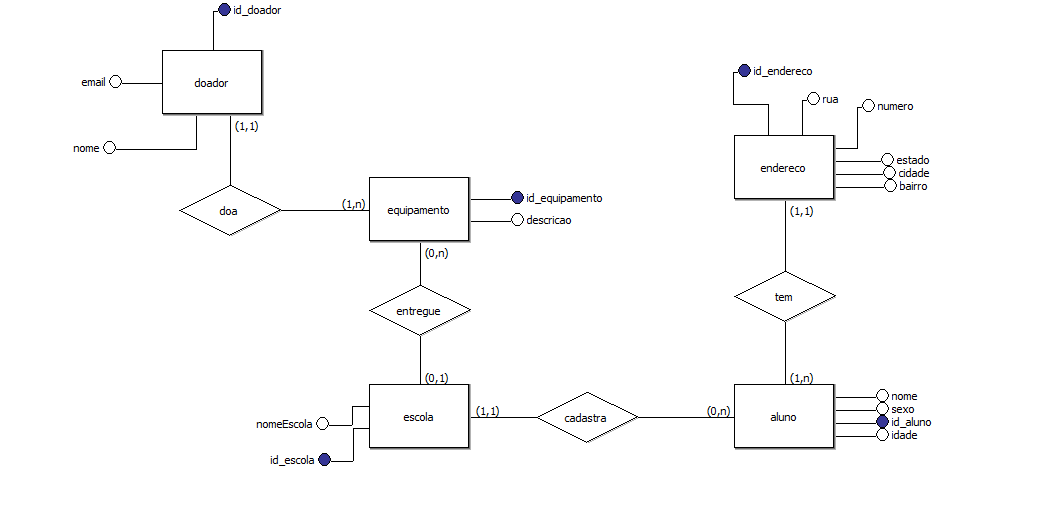 id_doador
doador
email
nome
(1,1)
doa
(1,n)
equipamento
id_equipamento
descricao
(0,n)
entregue
(0,1)
escola
nomeEscola
id_escola
(1,1)
cadastra
(0,n)
id_endereco
rua
numero
endereco
estado
cidade
bairro
(1,1)
tem
(1,n)
aluno
nome
sexo
id_aluno
idade